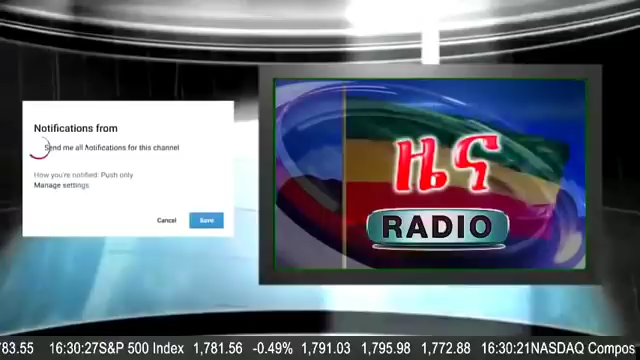 Notifications from
Send me all notifications for this channel
How you're notified: Push only
Manage settings
Cancel
Save
ዜና
RADIO
783.55 16:30:27S&P 500 Index 1,781.56 -0.49% 1,791.03 1,795.98 1,772.88 16:30:21NASDAQ Compos